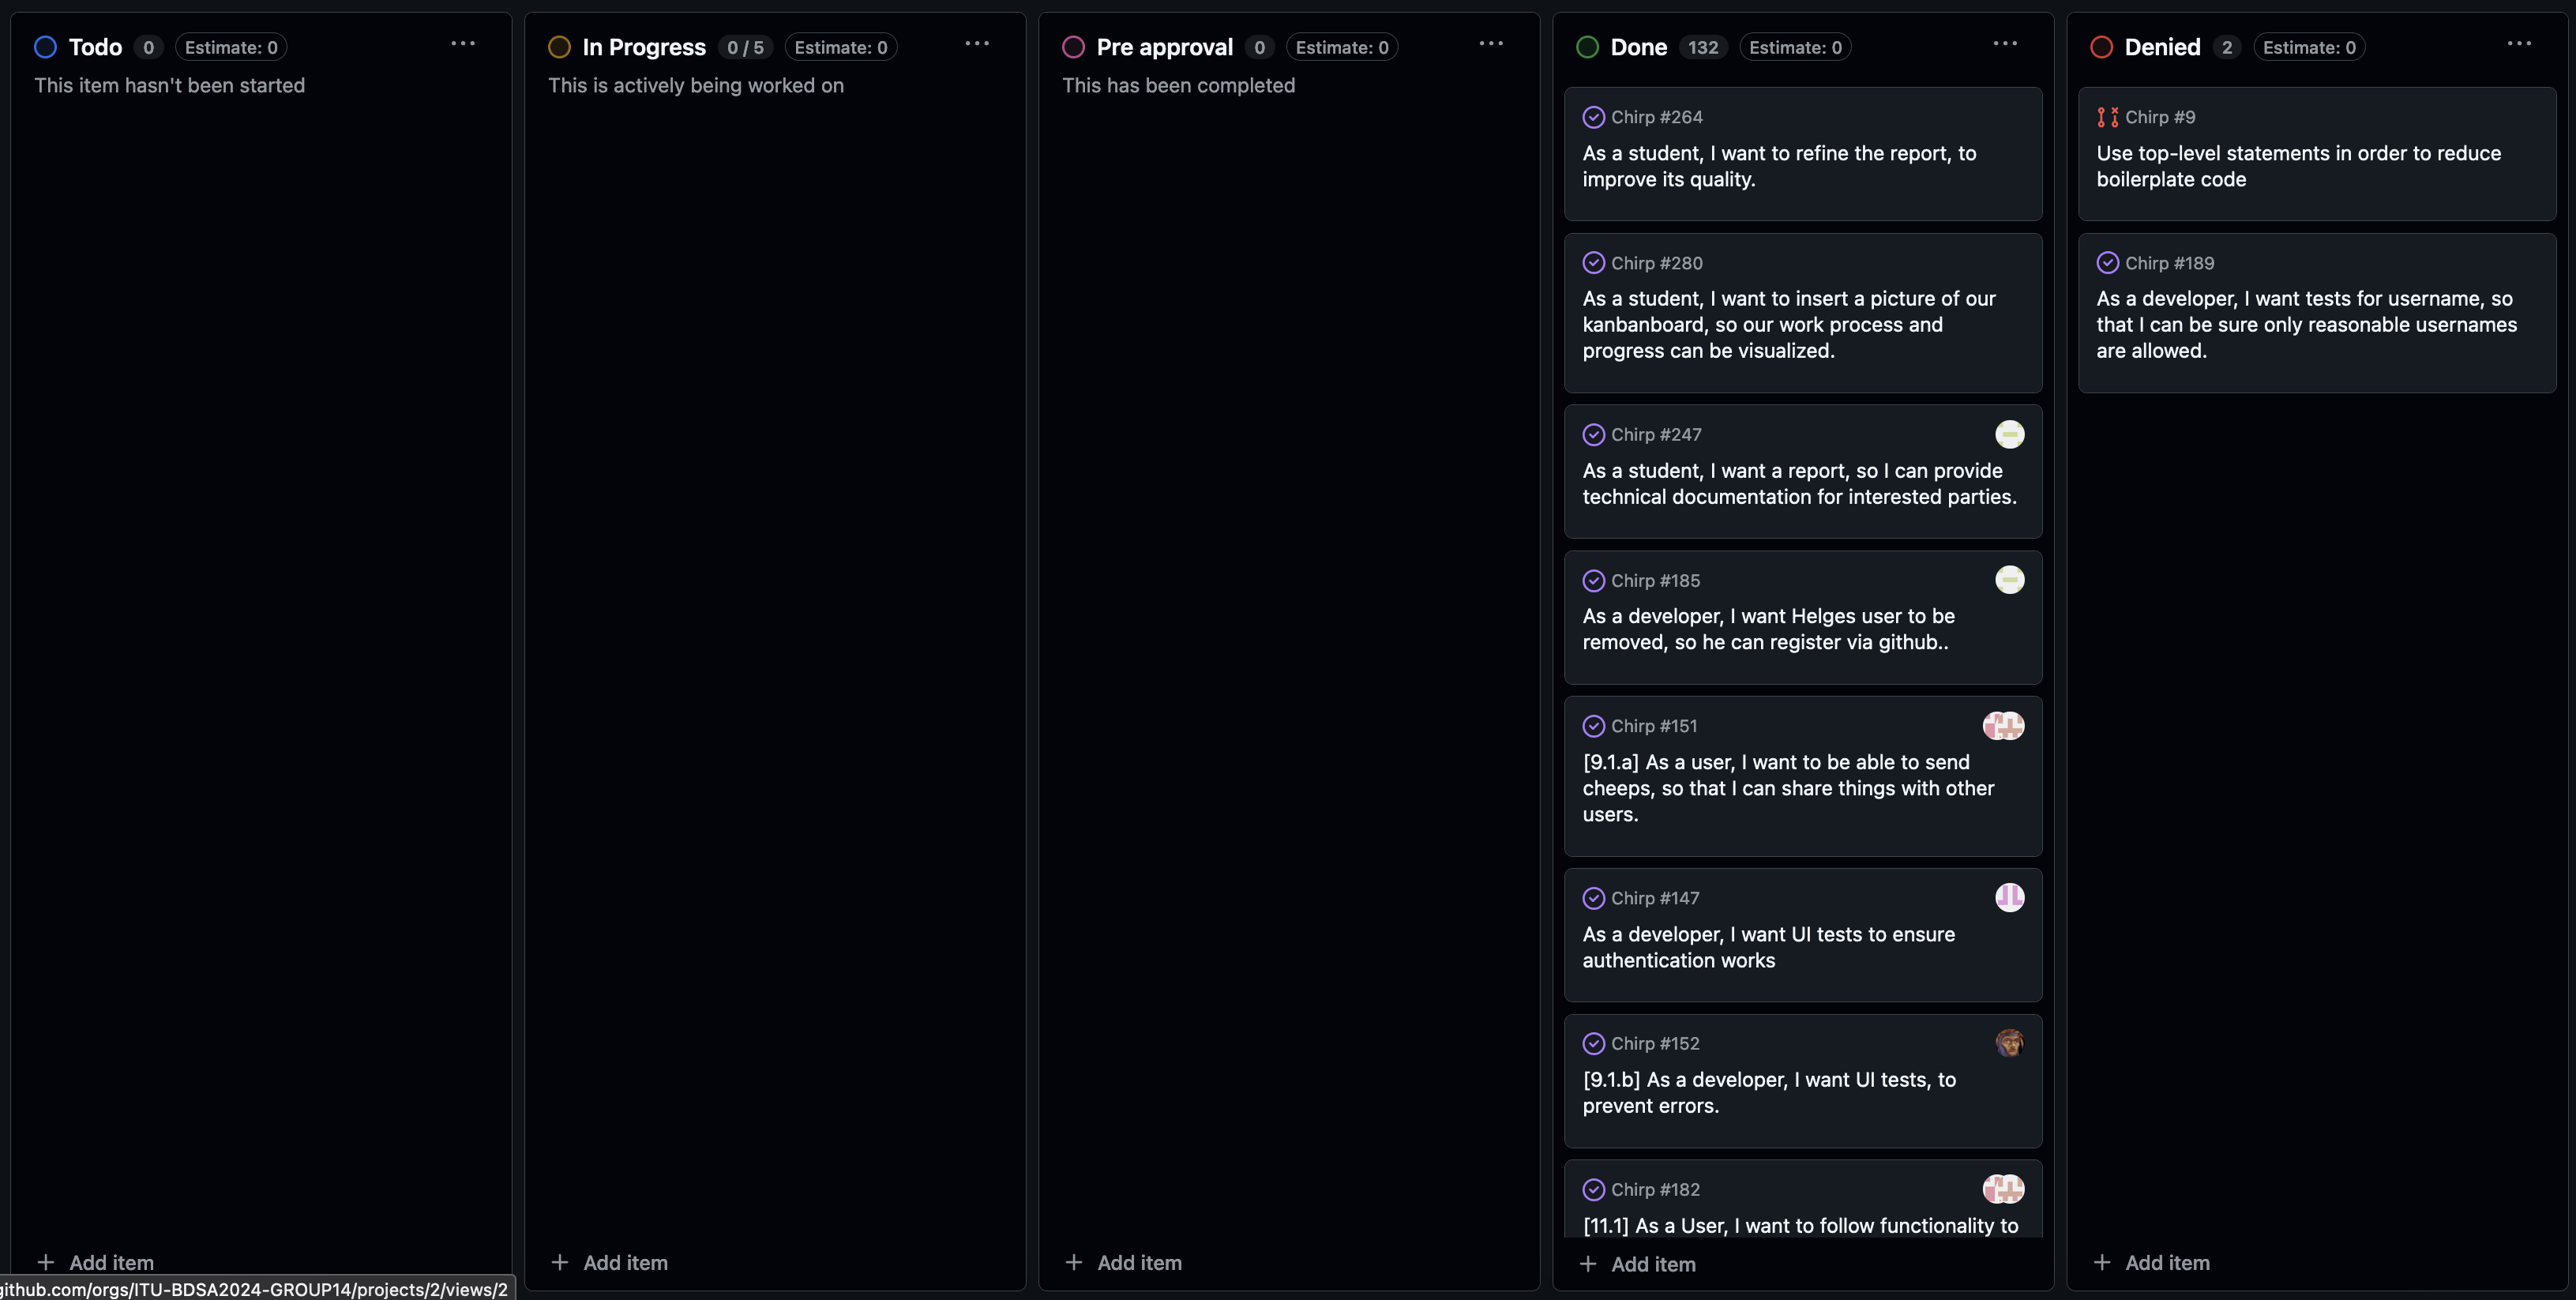 Todo 0 Estimate: 0
This item hasn't been started
Add item
In Progress 0 / 5 Estimate: 0
This is actively being worked on
Add item
Pre approval 0 Estimate: 0
This has been completed
Add item
Done 132 Estimate: 0
Chirp #264
As a student, I want to refine the report, to
improve its quality.
Chirp #280
As a student, I want to insert a picture of our
kanbanboard, so our work process and
progress can be visualized.
Chirp #247
As a student, I want a report, so I can provide
technical documentation for interested parties.
Chirp #185
As a developer, I want Helges user to be
removed, so he can register via github..
Chirp #151
[9.1.a] As a user, I want to be able to send
cheeps, so that I can share things with other
users.
Chirp #147
As a developer, I want UI tests to ensure
authentication works
Chirp #152
[9.1.b] As a developer, I want UI tests, to
prevent errors.
Chirp #182
[11.1] As a User, I want to follow functionality to
Add item
Denied 2 Estimate: 0
Chirp #9
Use top-level statements in order to reduce
boilerplate code
Chirp #189
As a developer, I want tests for username, so
that I can be sure only reasonable usernames
are allowed.
Add item
github.com/orgs/ITU-BDSA2024-GROUP14/projects/2/views/2